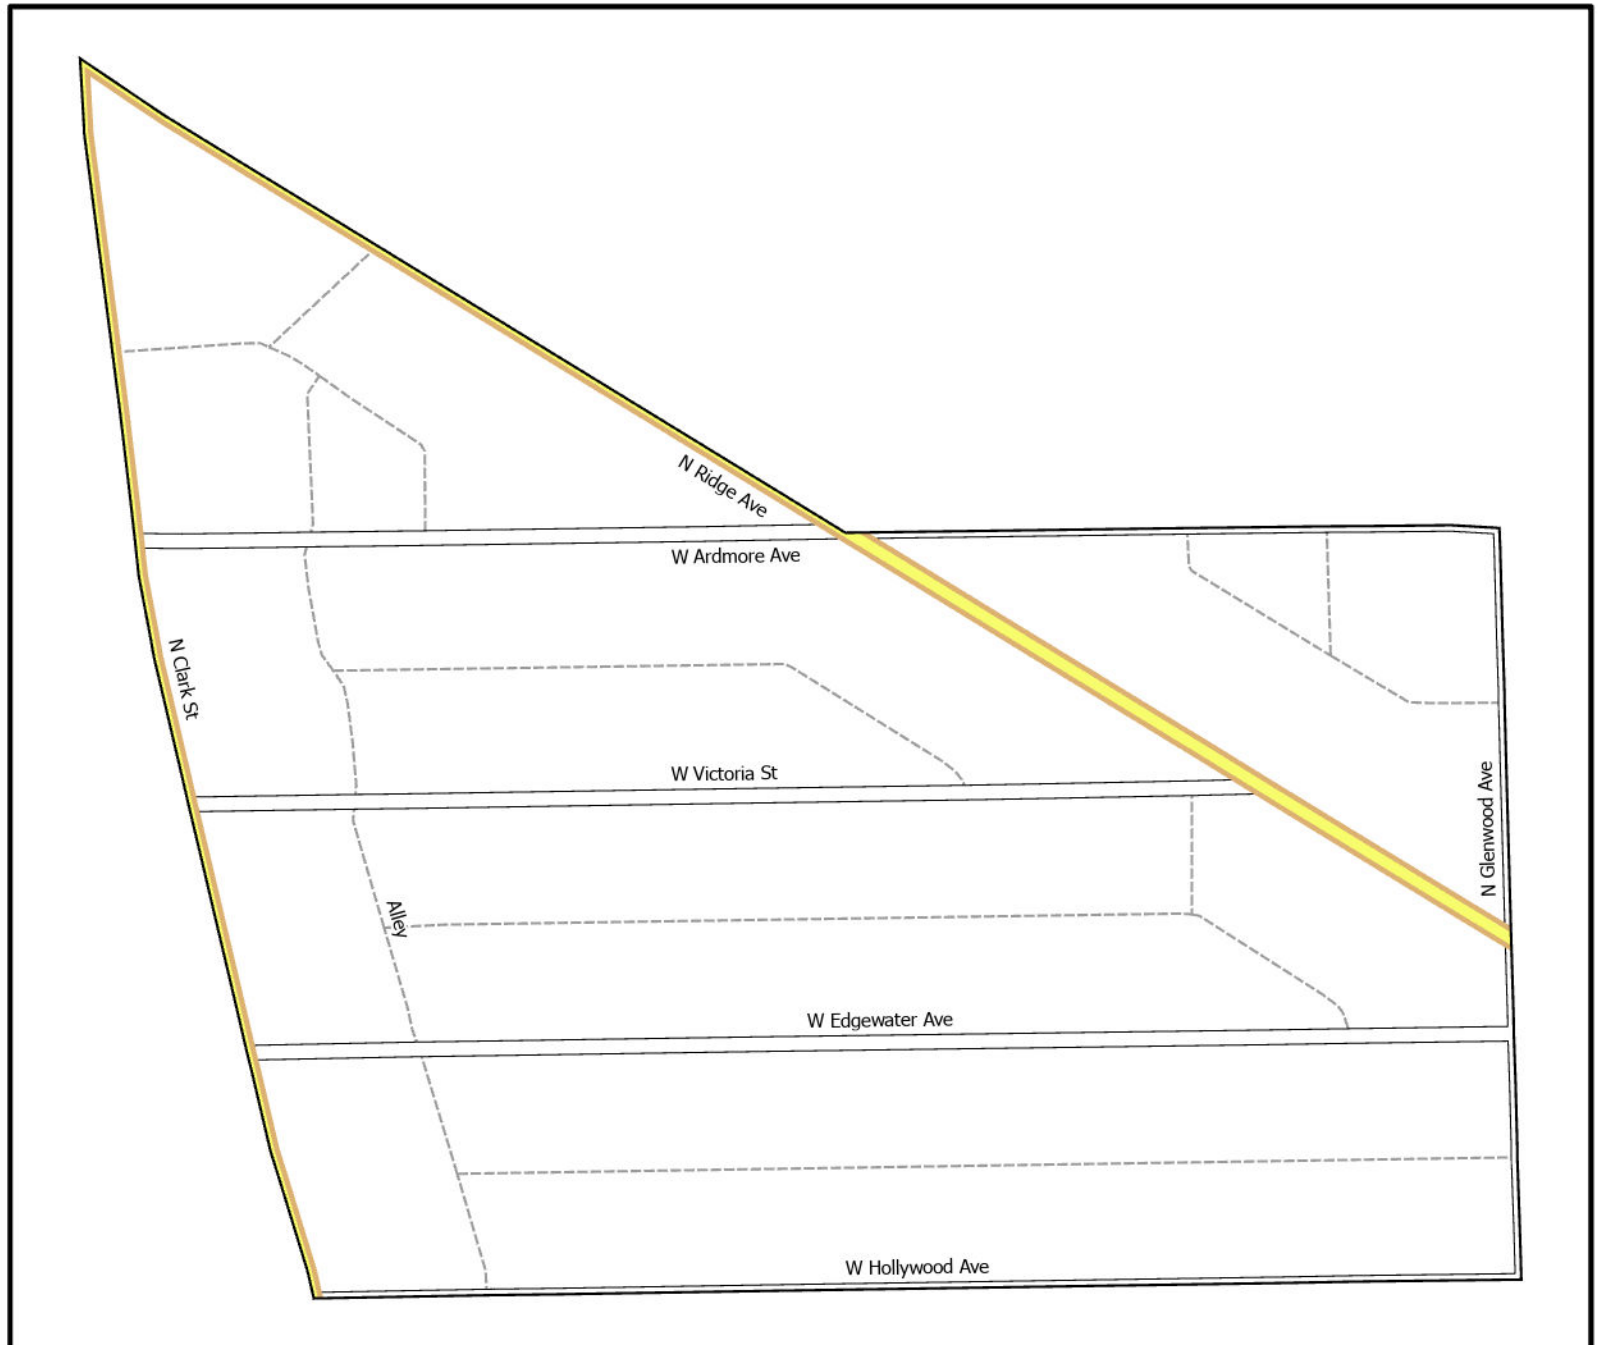 N Ridge Ave
W Ardmore Ave
N Clark St
W Victoria St
N Glenwood Ave
Alley
W Edgewater Ave
W Hollywood Ave